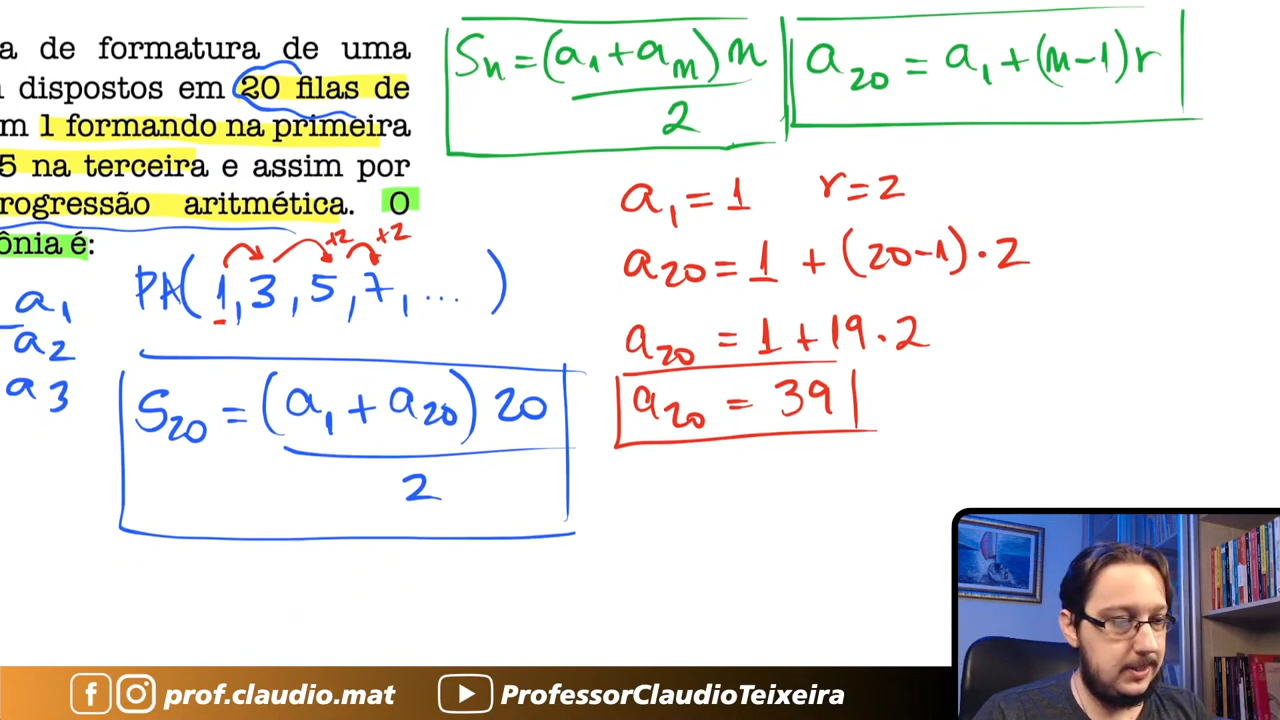 a de formatura de uma
dispostos em 20 filas de
m 1 formando na primeira
5 na terceira e assim por
rogressão aritmética. O
ônia é:
Sn = (a1 + an) n
2
a20 = a1 + (n-1) r
a1 = 1 r = 2
a20 = 1 + (20-1) · 2
a20 = 1 + 19 · 2
a20 = 39
+2 +2
PA( 1, 3, 5, 7, ... )
a1
a2
a3
S20 = (a1 + a20) 20
2
prof.claudio.mat
ProfessorClaudioTeixeira